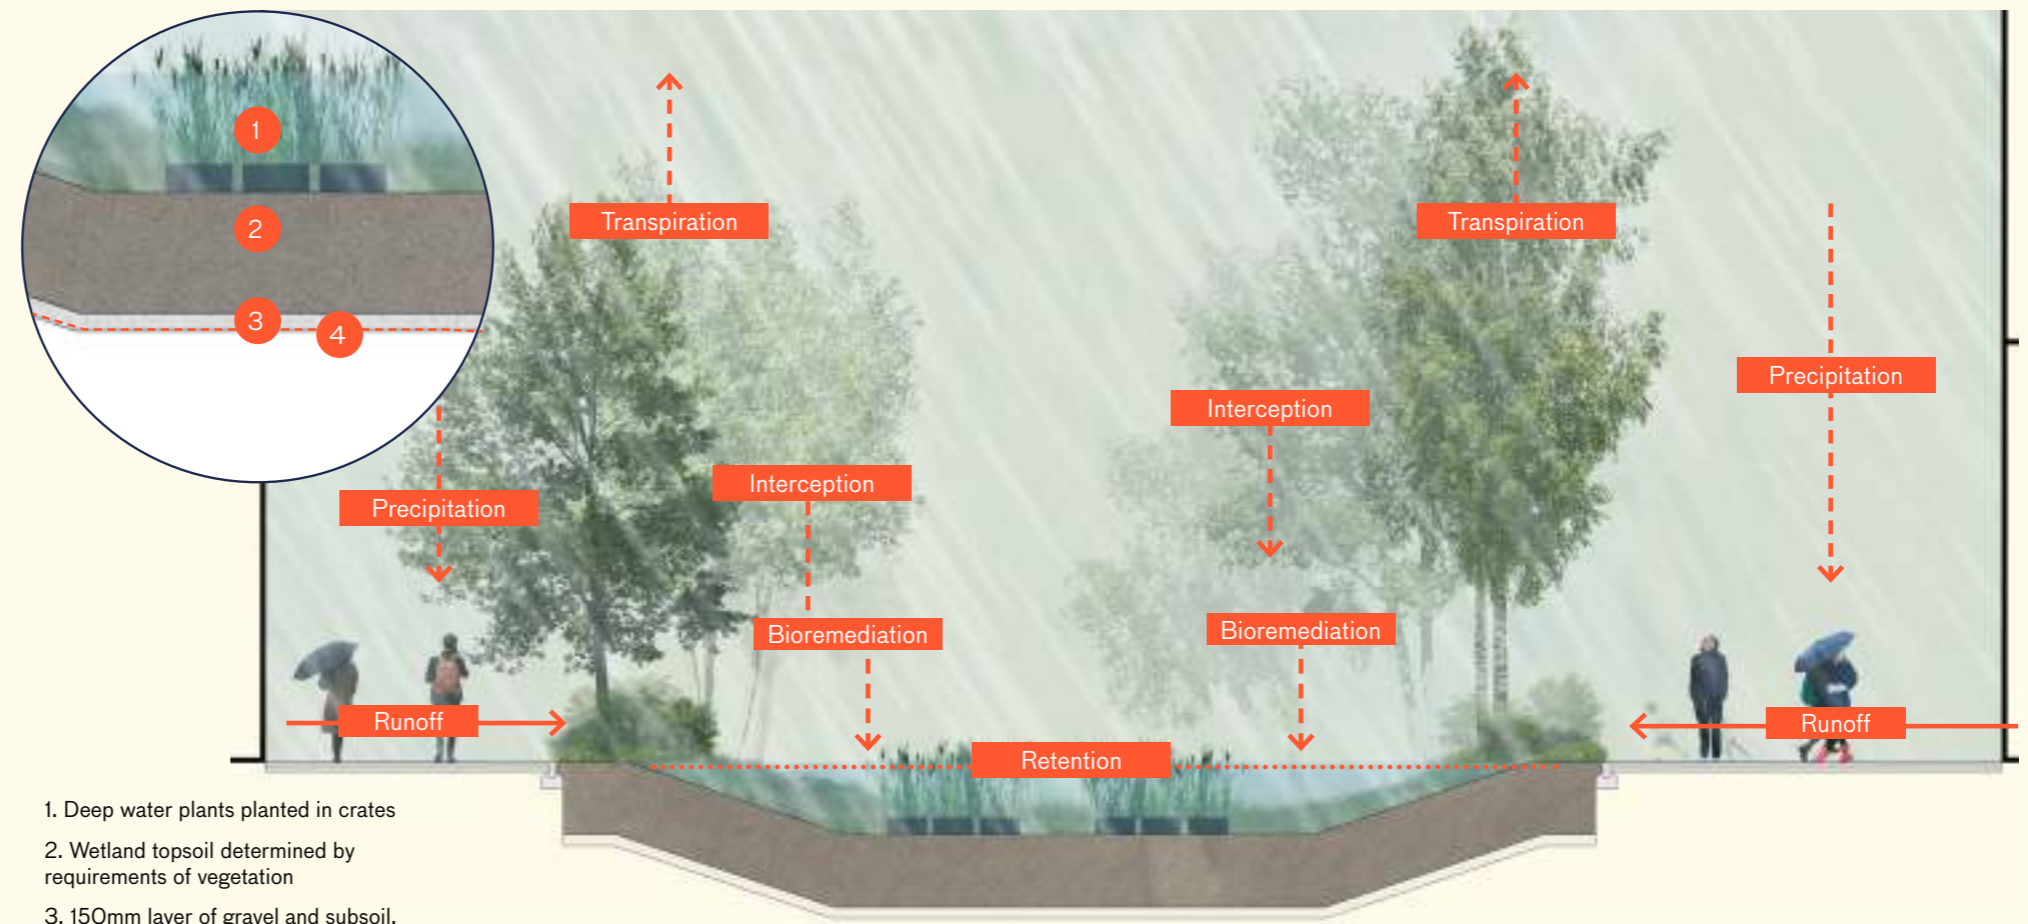 1
2
3
4
Transpiration
Transpiration
Precipitation
Interception
Interception
Precipitation
Bioremediation
Bioremediation
Runoff
Runoff
Retention
1. Deep water plants planted in crates
2. Wetland topsoil determined by
requirements of vegetation
3. 150mm layer of gravel and subsoil.